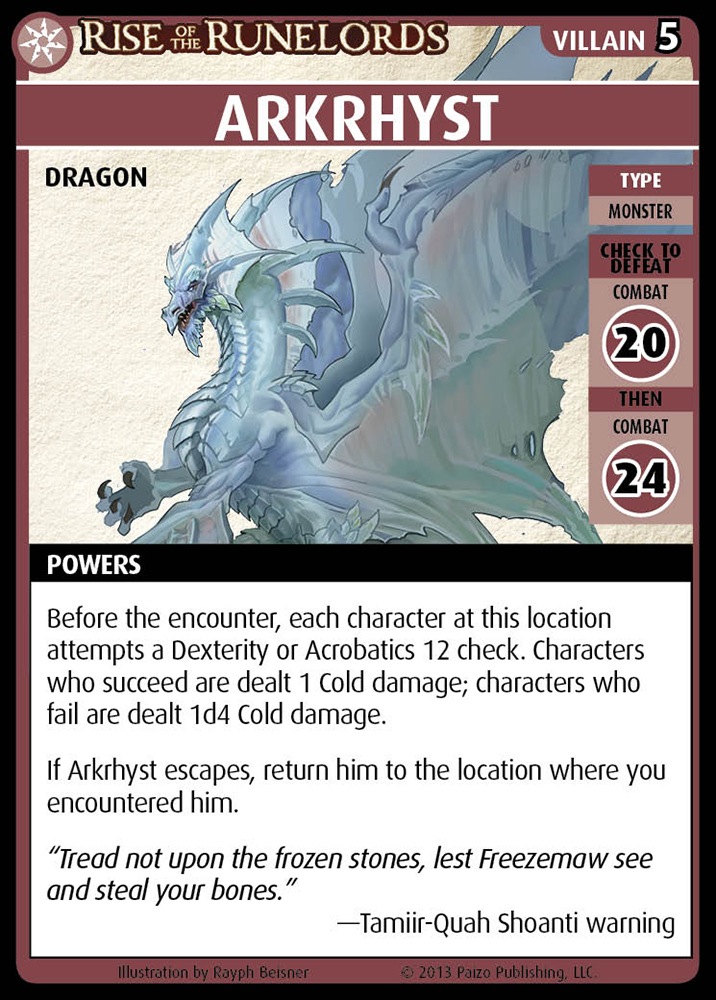 RISE OF THE RUNELORDS
VILLAIN 5
ARKRHYST
DRAGON
TYPE
MONSTER
CHECK TO
DEFEAT
COMBAT
20
THEN
COMBAT
24
POWERS
Before the encounter, each character at this location
attempts a Dexterity or Acrobatics 12 check. Characters
who succeed are dealt 1 Cold damage; characters who
fail are dealt 1d4 Cold damage.
If Arkrhyst escapes, return him to the location where you
encountered him.
“Tread not upon the frozen stones, lest Freezemaw see
and steal your bones.”
—Tamiir-Quah Shoanti warning
Illustration by Rayph Beisner
© 2013 Paizo Publishing, LLC.